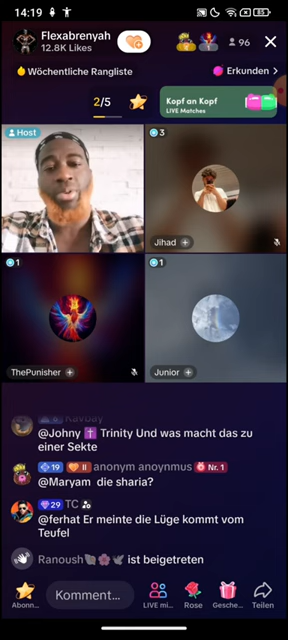 14:19
85
Flexabrenyah
12.8K Likes
96
Wöchentliche Rangliste
Erkunden
2/5
Kopf an Kopf
LIVE Matches
Host
3
Jihad
1
ThePunisher
1
Junior
@Johny ✝️ Trinity Und was macht das zu
einer Sekte
19 II anonym anoynmus Nr. 1
@Maryam die sharia?
29 TC
@ferhat Er meinte die Lüge kommt vom
Teufel
Ranoush ist beigetreten
Abonn...
Komment...
LIVE mi...
Rose
Gesche...
Teilen